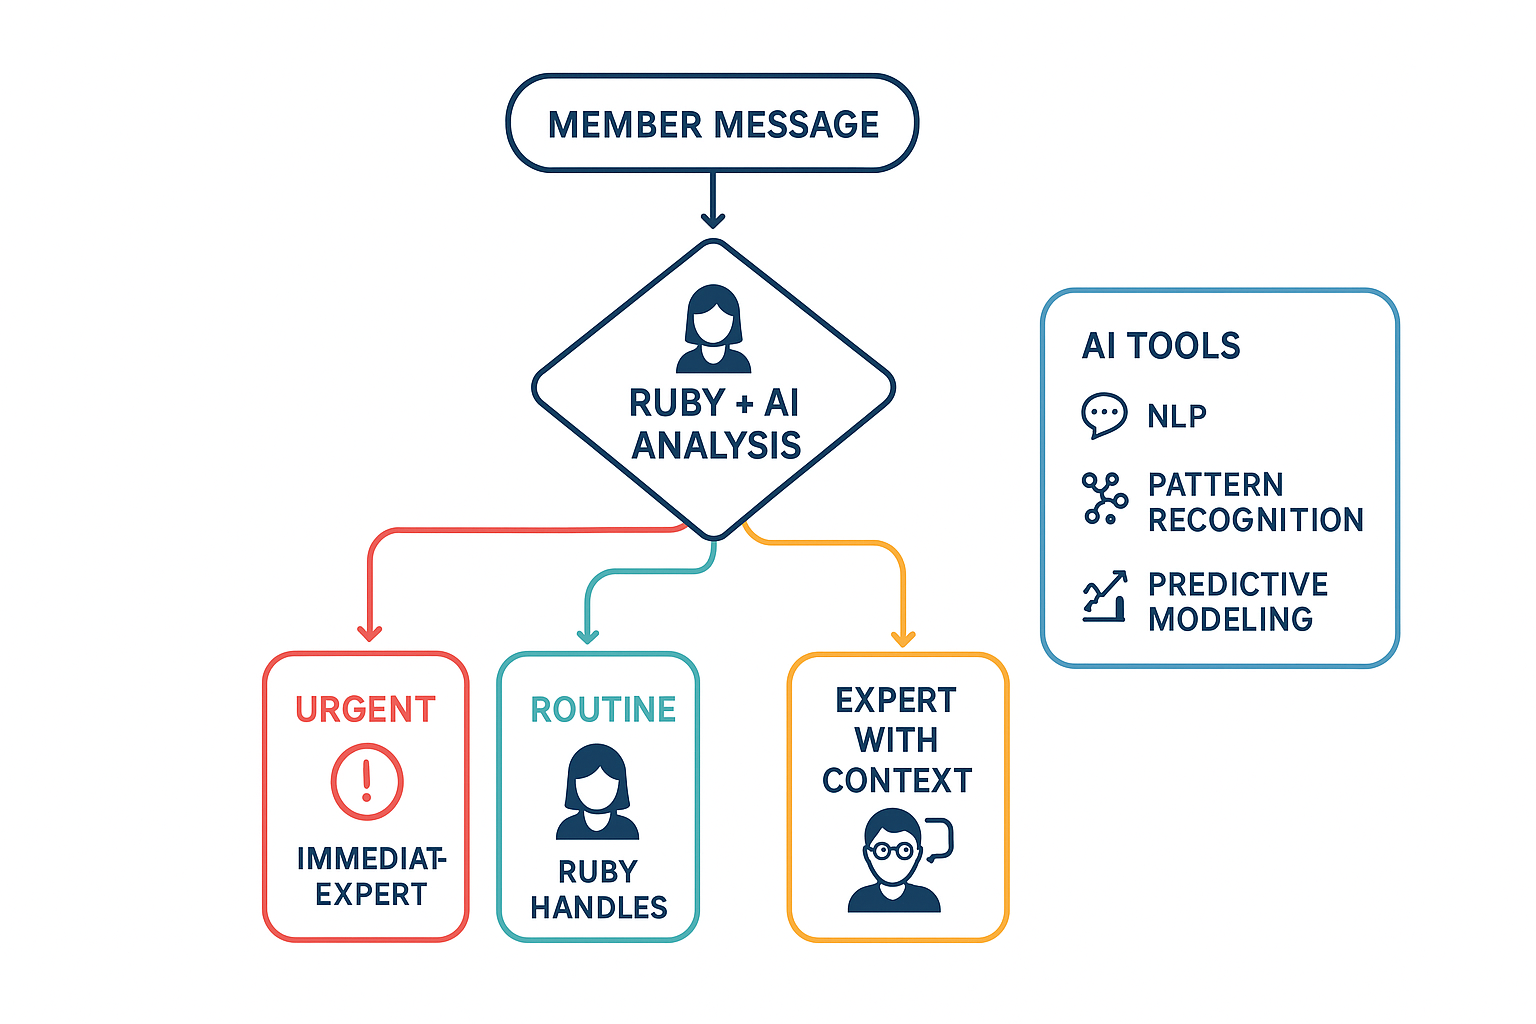 MEMBER MESSAGE
RUBY + AI
ANALYSIS
AI TOOLS
NLP
PATTERN
RECOGNITION
PREDICTIVE
MODELING
URGENT
IMMEDIAT-
EXPERT
ROUTINE
RUBY
HANDLES
EXPERT
WITH
CONTEXT